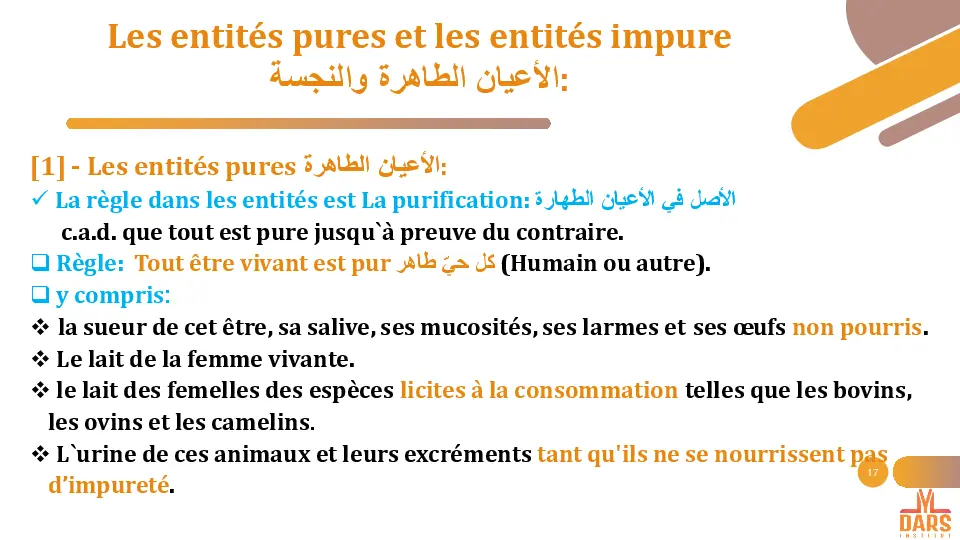 Les entités pures et les entités impure
الأعيان الطاهرة والنجسة:
[1] - Les entités pures الأعيان الطاهرة:
✓ La règle dans les entités est La purification: الأصل في الأعيان الطهارة
c.a.d. que tout est pure jusqu`à preuve du contraire.
❑ Règle: Tout être vivant est pur كل حيّ طاهر (Humain ou autre).
❑ y compris:
❖ la sueur de cet être, sa salive, ses mucosités, ses larmes et ses œufs non pourris.
❖ Le lait de la femme vivante.
❖ le lait des femelles des espèces licites à la consommation telles que les bovins,
les ovins et les camelins.
❖ L`urine de ces animaux et leurs excréments tant qu'ils ne se nourrissent pas
d’impureté.
17
DARS
INSTITUT